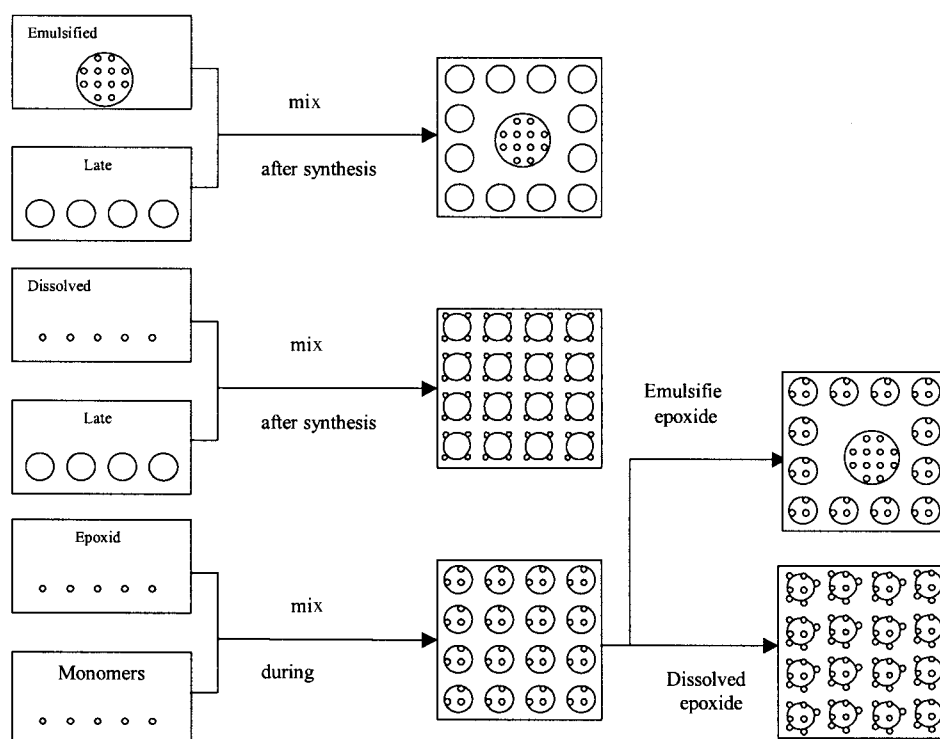 Emulsified
Late
mix
after synthesis
Dissolved
Late
mix
after synthesis
Emulsifie
epoxide
Epoxid
Monomers
mix
during
Dissolved
epoxide